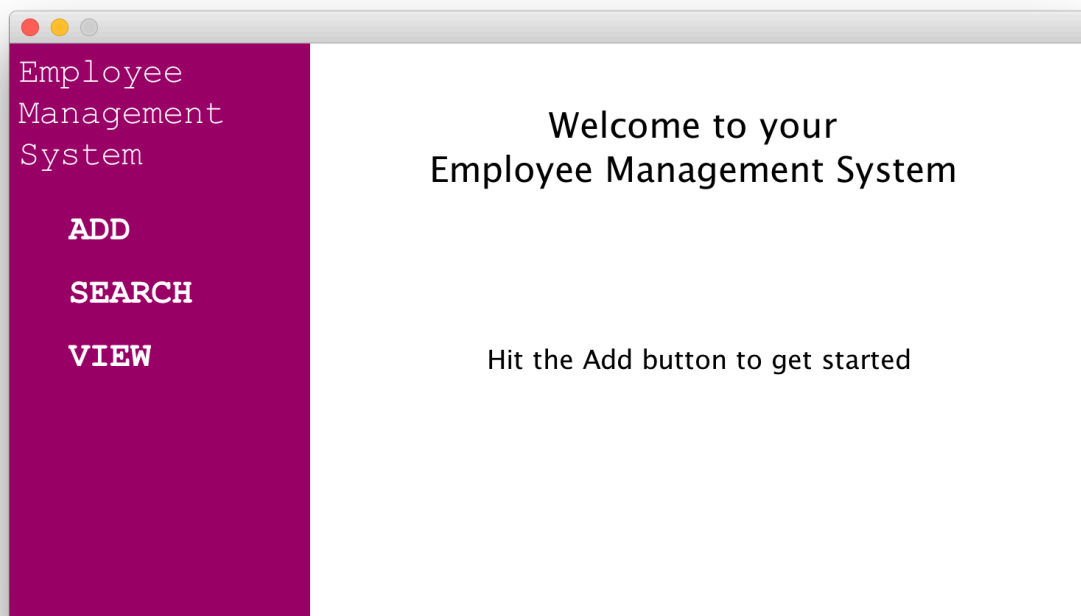 Employee
Management
System
ADD
SEARCH
VIEW
Welcome to your
Employee Management System
Hit the Add button to get started